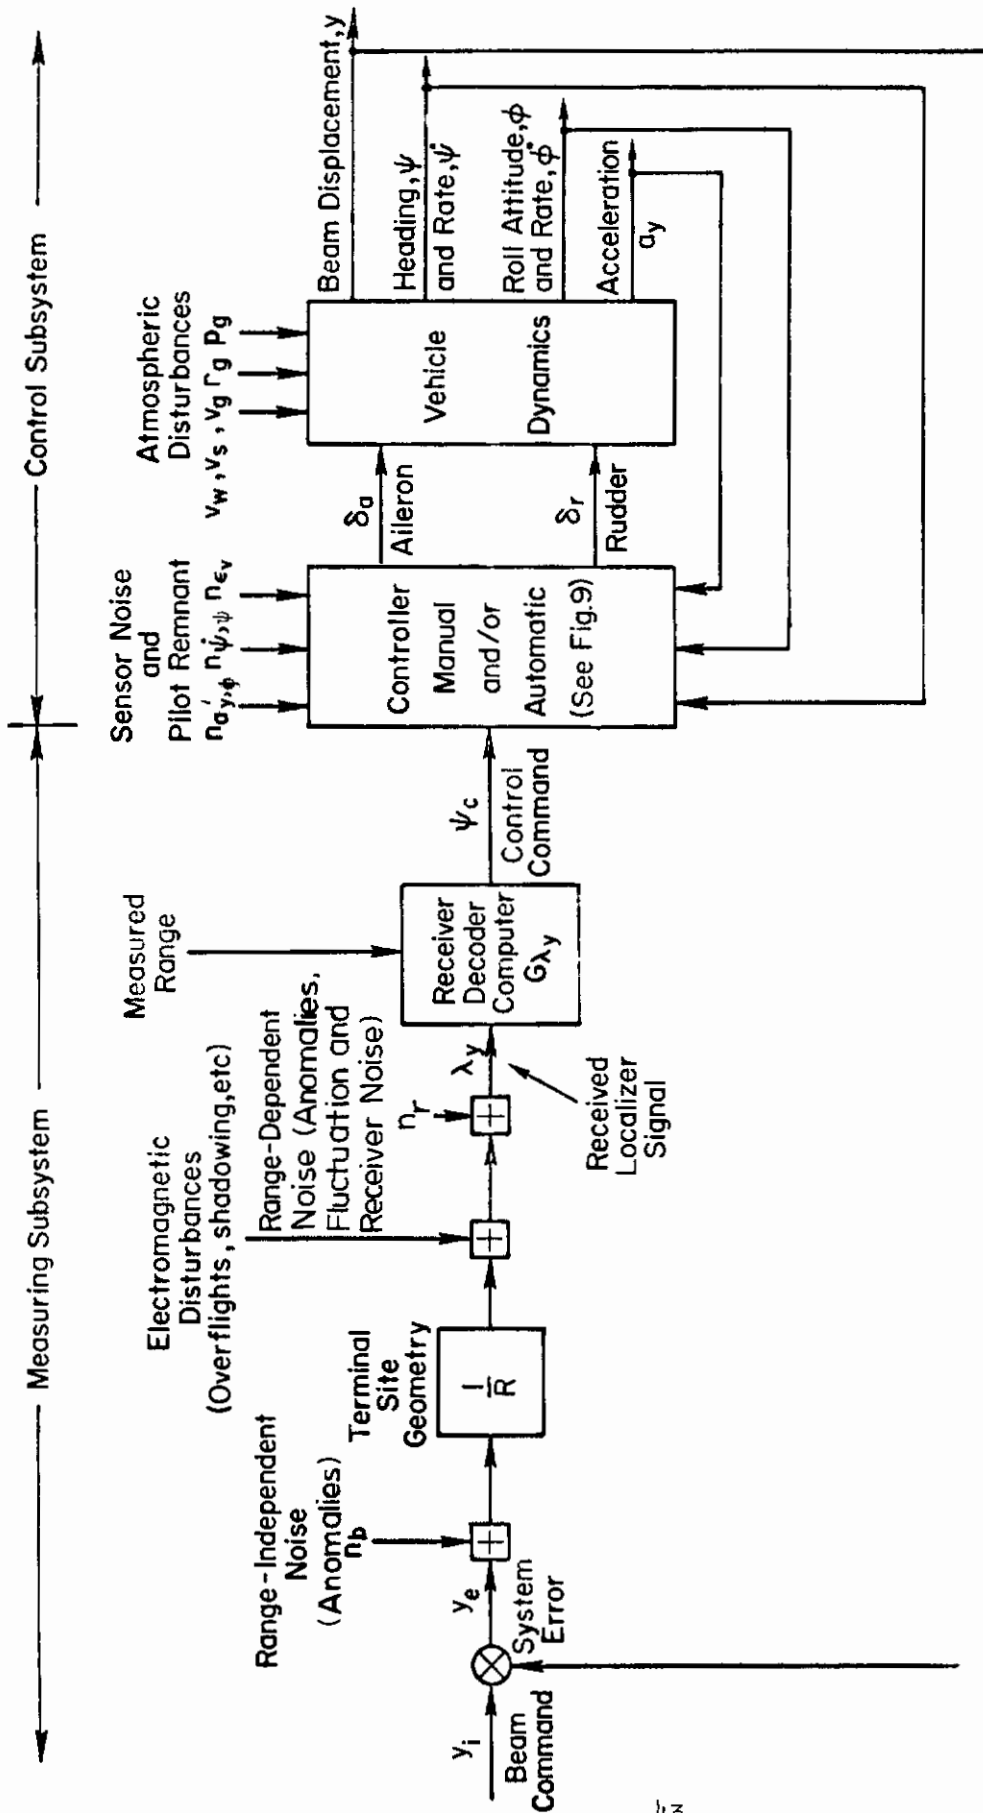 Measuring Subsystem
Control Subsystem
y_i
Beam
Command
y_e
System
Error
Range-Independent
Noise
(Anomalies)
n_b
Terminal
Site
Geometry
1
R
Electromagnetic
Disturbances
(Overflights, shadowing, etc)
Range-Dependent
Noise (Anomalies,
Fluctuation and
Receiver Noise)
n_r
λ_y
Received
Localizer
Signal
Measured
Range
Receiver
Decoder
Computer
G_λy
ψ_c
Control
Command
Sensor Noise
and
Pilot Remnant
n_ay,φ n_ψ̇,ψ n_εv
Controller
Manual
and/or
Automatic
(See Fig.9)
δ_a
Aileron
δ_r
Rudder
Atmospheric
Disturbances
v_w, v_s, v_g r_g p_g
Vehicle
Dynamics
Beam Displacement, y
Heading, ψ
and Rate, ψ̇
Roll Attitude, φ
and Rate, φ̇
Acceleration
a_y